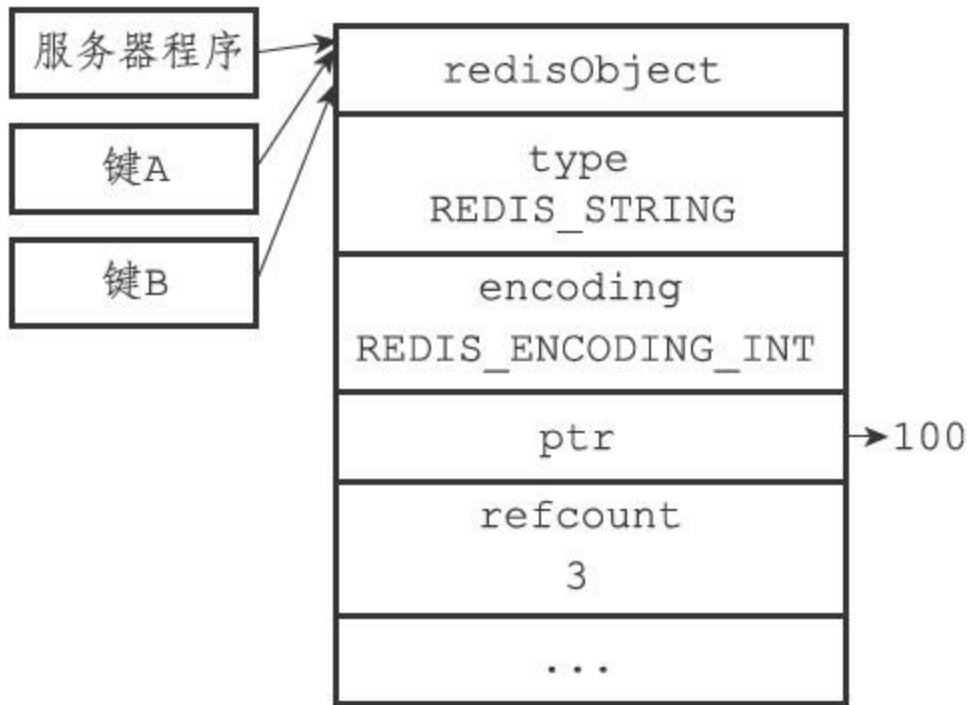 服务器程序
键A
键B
redisObject
type
REDIS_STRING
encoding
REDIS_ENCODING_INT
ptr
100
refcount
3
...